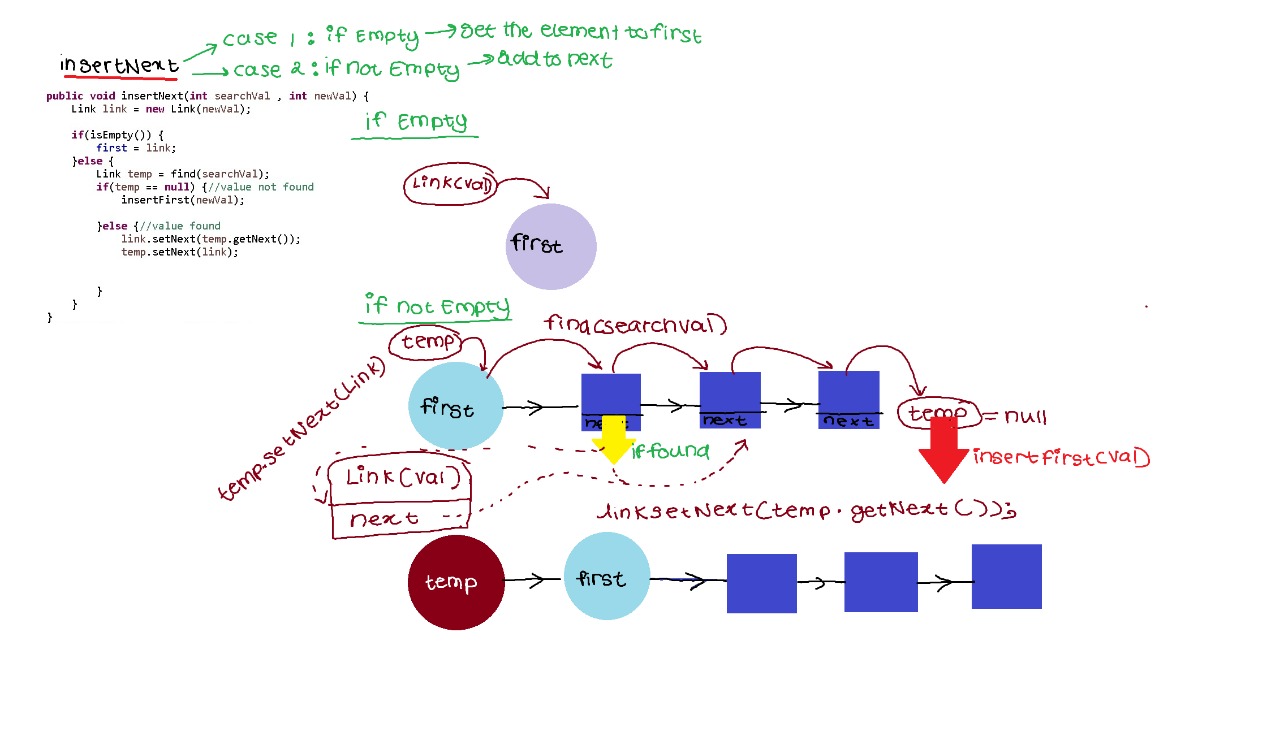 case 1 : if Empty set the element to first
insertNext
case 2 : if not Empty add to next
public void insertNext(int searchVal , int newVal) {
Link link = new Link(newVal);
if Empty
if(isEmpty()) {
first = link;
}else {
Link temp = find(searchVal);
if(temp == null) {//value not found
insertFirst(newVal);
}else {//value found
link.setNext(temp.getNext());
temp.setNext(link);
}
}
}
Link(val)
first
if not Empty
find(searchval)
temp
temp.setNext(Link)
first
next
next
temp = null
if found
insertfirst(val)
Link(val)
next
linksetNext(temp.getNext());
temp
first